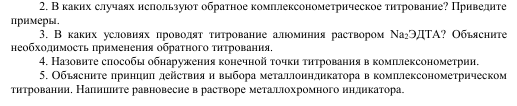 2. В каких случаях используют обратное комплексонометрическое титрование? Приведите
примеры.
3. В каких условиях проводят титрование алюминия раствором Na₂ЭДТА? Объясните
необходимость применения обратного титрования.
4. Назовите способы обнаружения конечной точки титрования в комплексонометрии.
5. Объясните принцип действия и выбора металлоиндикатора в комплексонометрическом
титровании. Напишите равновесие в растворе металлохромного индикатора.